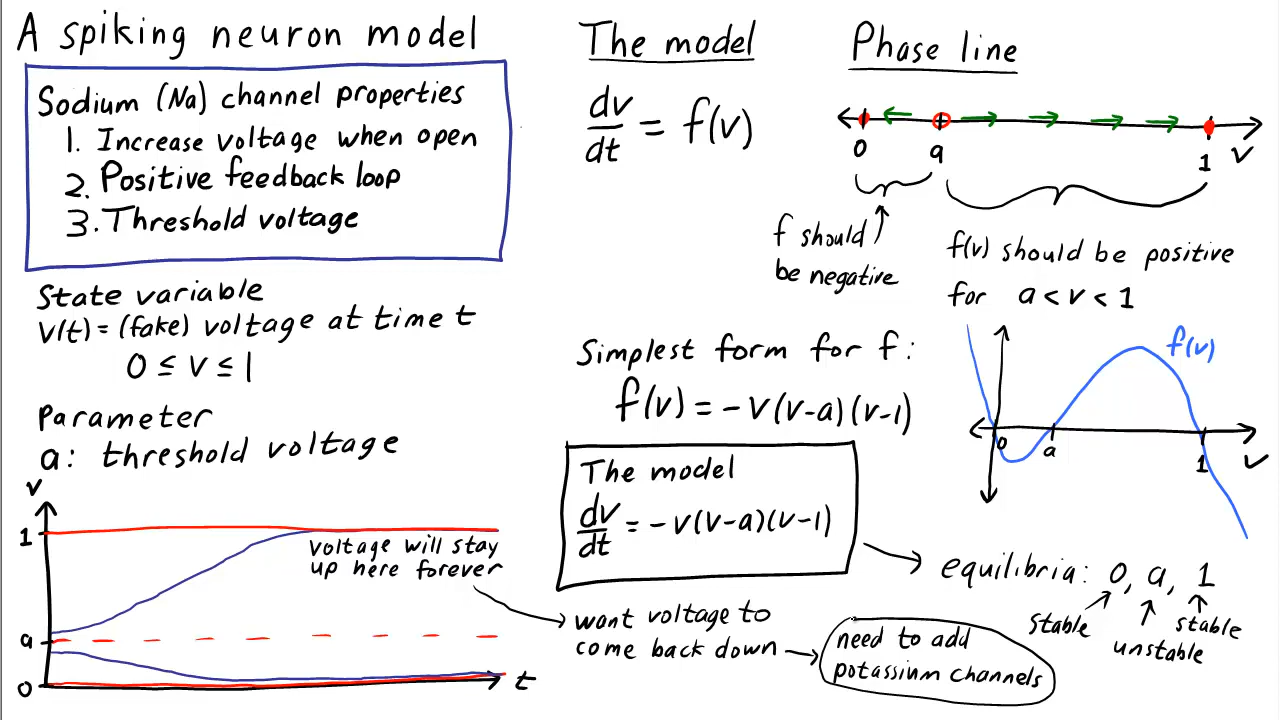 A spiking neuron model
Sodium (Na) channel properties
1. Increase voltage when open
2. Positive feedback loop
3. Threshold voltage
State variable
v(t) = (fake) voltage at time t
0 ≤ v ≤ 1
Parameter
a: threshold voltage
v
1
a
0
t
voltage will stay
up here forever
The model
dv/dt = f(v)
Phase line
0
a
1
v
f should
be negative
f(v) should be positive
for a < v < 1
Simplest form for f:
f(v) = -v(v-a)(v-1)
f(v)
0
a
1
v
The model
dv/dt = -v(v-a)(v-1)
equilibria: 0, a, 1
stable
unstable
stable
want voltage to
come back down
need to add
potassium channels